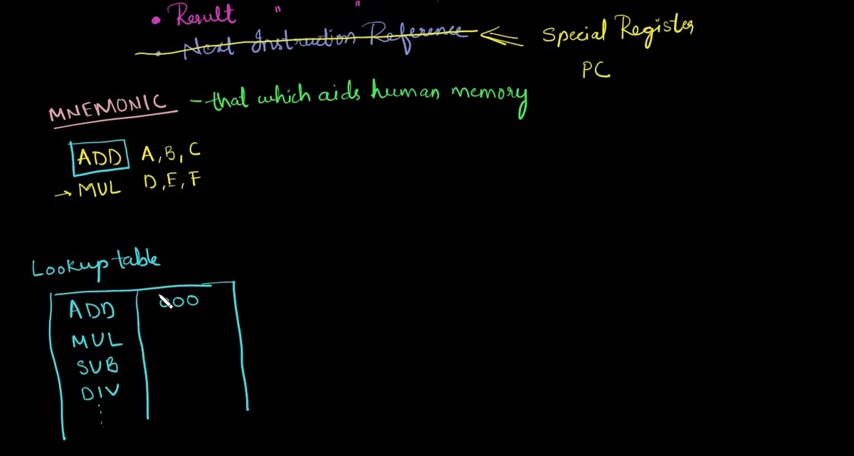 • Result " "
• Next Instruction Reference
Special Register
PC
MNEMONIC - that which aids human memory
ADD A, B, C
→ MUL D, E, F
Lookup table
ADD 000
MUL
SUB
DIV